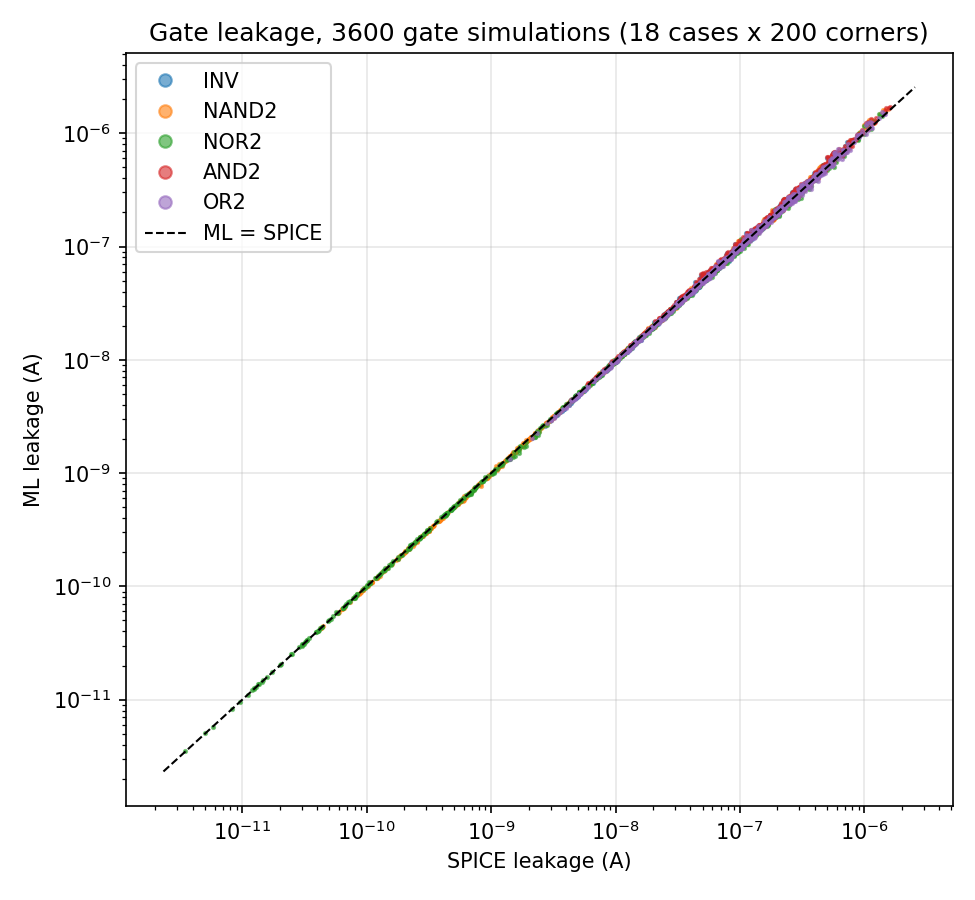 Gate leakage, 3600 gate simulations (18 cases x 200 corners)
INV
NAND2
NOR2
AND2
OR2
ML = SPICE
ML leakage (A)
10⁻⁶
10⁻⁷
10⁻⁸
10⁻⁹
10⁻¹⁰
10⁻¹¹
10⁻¹¹ 10⁻¹⁰ 10⁻⁹ 10⁻⁸ 10⁻⁷ 10⁻⁶
SPICE leakage (A)